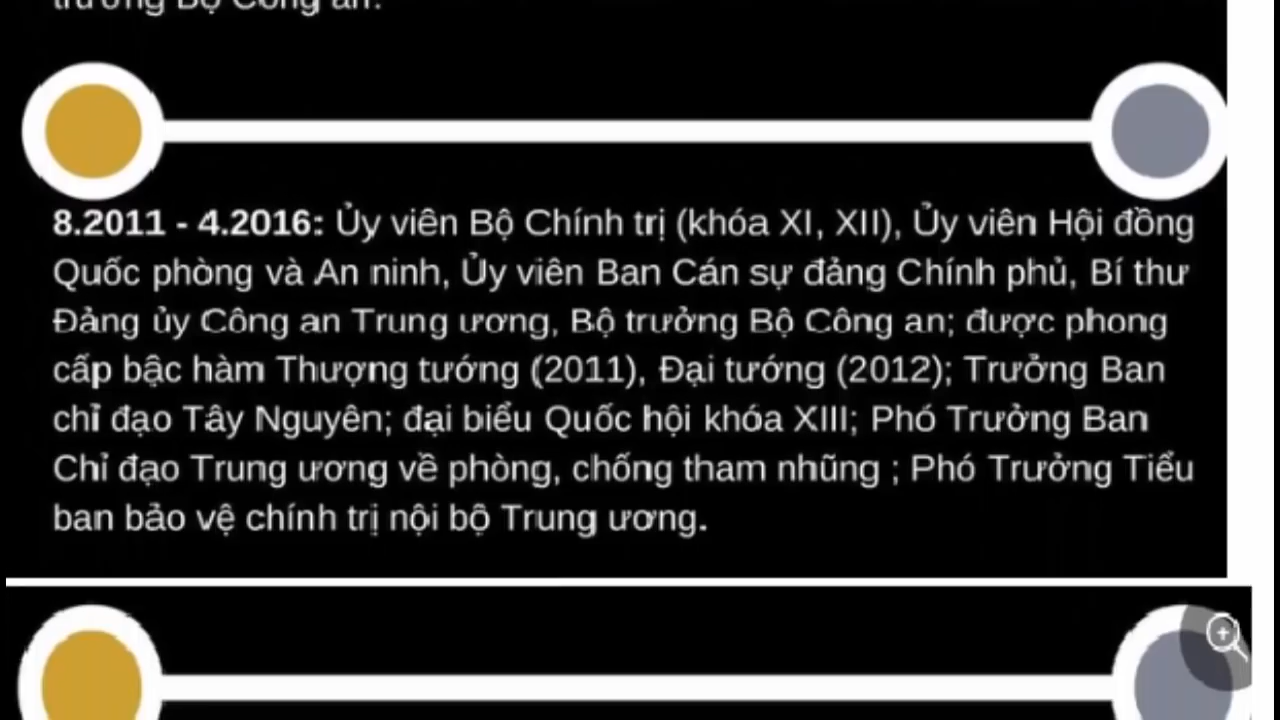 trưởng Bộ Công an.
8.2011 - 4.2016: Ủy viên Bộ Chính trị (khóa XI, XII), Ủy viên Hội đồng
Quốc phòng và An ninh, Ủy viên Ban Cán sự đảng Chính phủ, Bí thư
Đảng ủy Công an Trung ương, Bộ trưởng Bộ Công an; được phong
cấp bậc hàm Thượng tướng (2011), Đại tướng (2012); Trưởng Ban
chỉ đạo Tây Nguyên; đại biểu Quốc hội khóa XIII; Phó Trưởng Ban
Chỉ đạo Trung ương về phòng, chống tham nhũng ; Phó Trưởng Tiểu
ban bảo vệ chính trị nội bộ Trung ương.